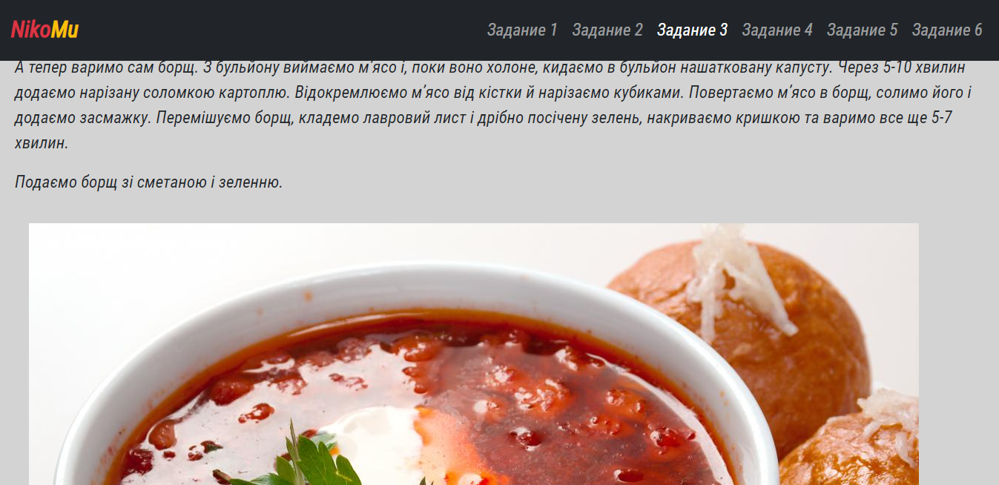 NikoMu
Задание 1 Задание 2 Задание 3 Задание 4 Задание 5 Задание 6
А тепер варимо сам борщ. З бульйону виймаємо м’ясо і, поки воно холоне, кидаємо в бульйон нашатковану капусту. Через 5-10 хвилин
додаємо нарізану соломкою картоплю. Відокремлюємо м’ясо від кістки й нарізаємо кубиками. Повертаємо м’ясо в борщ, солимо його і
додаємо засмажку. Перемішуємо борщ, кладемо лавровий лист і дрібно посічену зелень, накриваємо кришкою та варимо все ще 5-7
хвилин.
Подаємо борщ зі сметаною і зеленню.